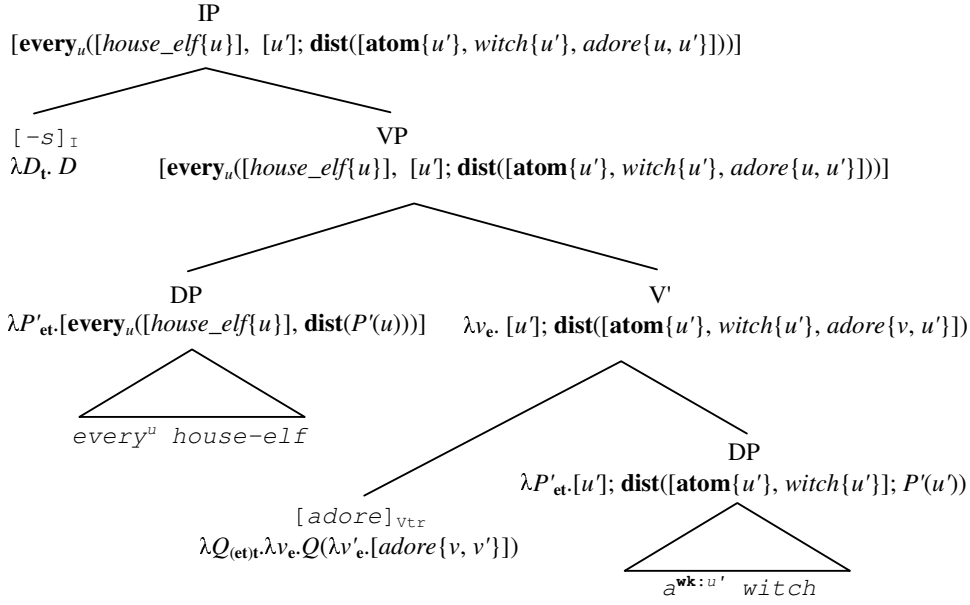 IP
[every_u([house_elf{u}], [u']; dist([atom{u'}, witch{u'}, adore{u, u'}]))]
[-s]_I
VP
λD_t. D
[every_u([house_elf{u}], [u']; dist([atom{u'}, witch{u'}, adore{u, u'}]))]
DP
V'
λP'_et.[every_u([house_elf{u}], dist(P'(u)))]
λv_e. [u']; dist([atom{u'}, witch{u'}, adore{v, u'}])
every^u house-elf
DP
λP'_et.[u']; dist([atom{u'}, witch{u'}]; P'(u'))
[adore]_Vtr
λQ_(et)t.λv_e.Q(λv'_e.[adore{v, v'}])
a^wk:u' witch